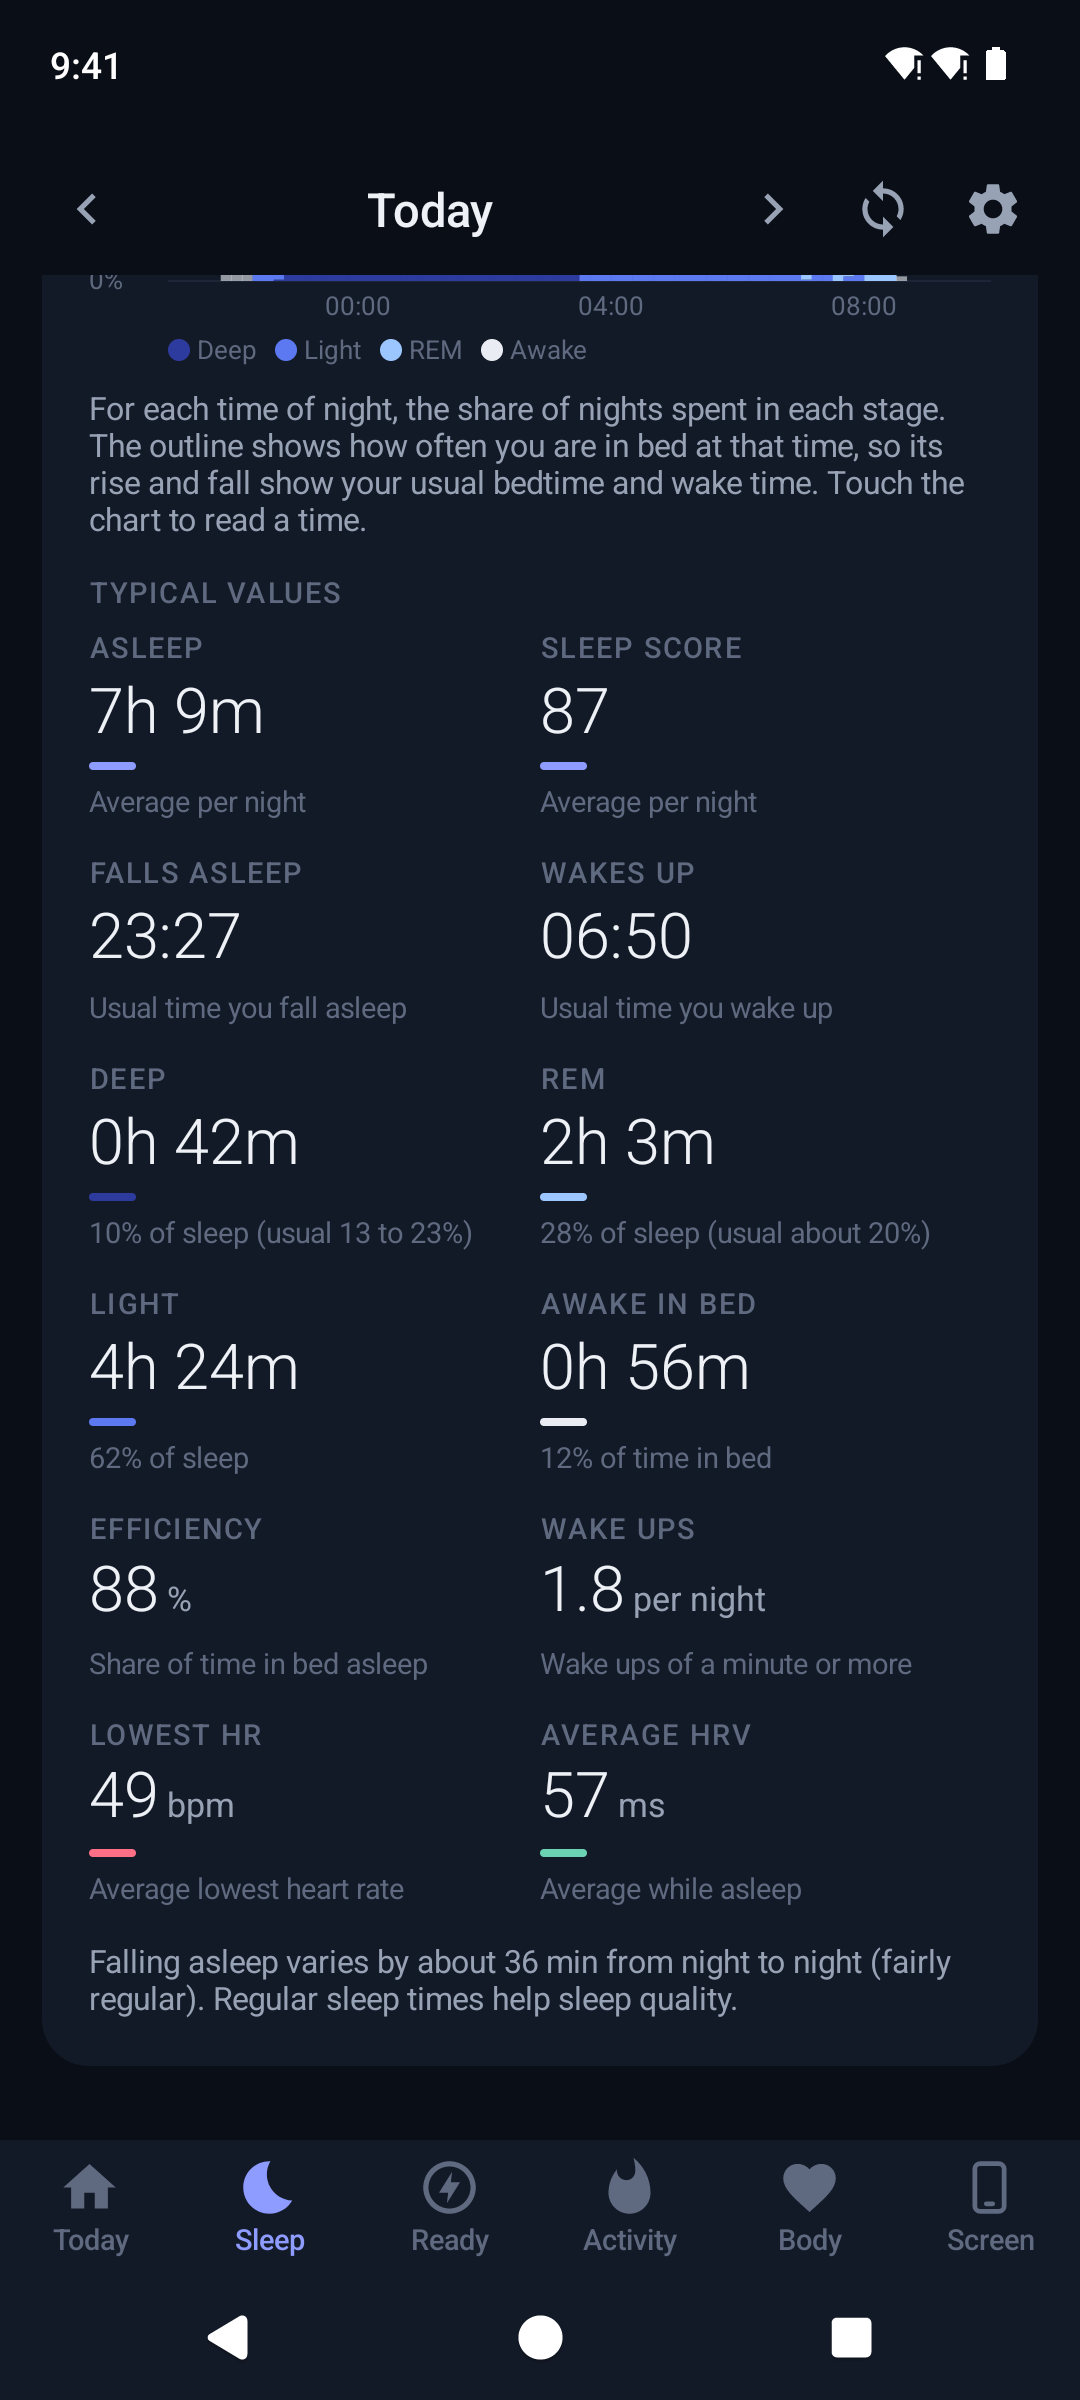 9:41
Today
0%
00:00 04:00 08:00
Deep Light REM Awake
For each time of night, the share of nights spent in each stage.
The outline shows how often you are in bed at that time, so its
rise and fall show your usual bedtime and wake time. Touch the
chart to read a time.
TYPICAL VALUES
ASLEEP SLEEP SCORE
7h 9m 87
Average per night Average per night
FALLS ASLEEP WAKES UP
23:27 06:50
Usual time you fall asleep Usual time you wake up
DEEP REM
0h 42m 2h 3m
10% of sleep (usual 13 to 23%) 28% of sleep (usual about 20%)
LIGHT AWAKE IN BED
4h 24m 0h 56m
62% of sleep 12% of time in bed
EFFICIENCY WAKE UPS
88 % 1.8 per night
Share of time in bed asleep Wake ups of a minute or more
LOWEST HR AVERAGE HRV
49 bpm 57 ms
Average lowest heart rate Average while asleep
Falling asleep varies by about 36 min from night to night (fairly
regular). Regular sleep times help sleep quality.
Today Sleep Ready Activity Body Screen